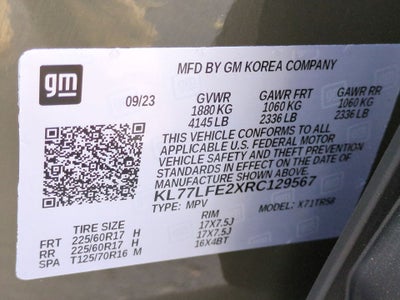 gm
MFD BY GM KOREA COMPANY
09/23 GVWR GAWR FRT GAWR RR
1880 KG 1060 KG 1060 KG
4145 LB 2336 LB 2336 LB
THIS VEHICLE CONFORMS TO ALL
APPLICABLE U.S. FEDERAL MOTOR
VEHICLE SAFETY AND THEFT PREVENTION
STANDARDS IN EFFECT ON THE DATE OF
MANUFACTURE SHOWN ABOVE.
KL77LFE2XRC129567
TYPE: MPV MODEL: X71TR58
TIRE SIZE RIM
FRT 225/60R17 H 17X7.5J
RR 225/60R17 H 17X7.5J
SPA T125/70R16 M 16X4BT